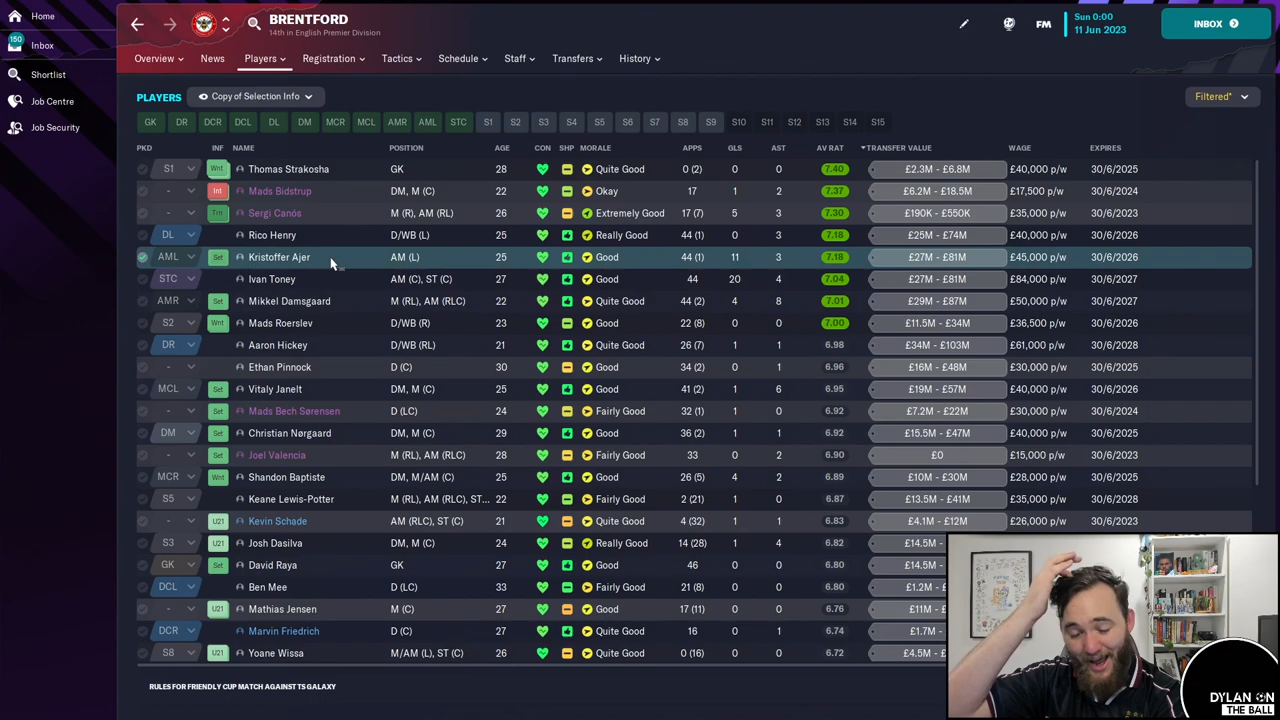 Home
BRENTFORD
14th in English Premier Division
FM
Sun 0:00
11 Jun 2023
INBOX
150
Inbox
Shortlist
Job Centre
Job Security
Overview News Players Registration Tactics Schedule Staff Transfers History
PLAYERS Copy of Selection Info Filtered*
GK DR DCR DCL DL DM MCR MCL AMR AML STC S1 S2 S3 S4 S5 S6 S7 S8 S9 S10 S11 S12 S13 S14 S15
PKD INF NAME POSITION AGE CON SHP MORALE APPS GLS AST AV RAT TRANSFER VALUE WAGE EXPIRES
S1 Wnt Thomas Strakosha GK 28 Quite Good 0 (2) 0 0 7.40 £2.3M - £6.8M £40,000 p/w 30/6/2025
- Int Mads Bidstrup DM, M (C) 22 Okay 17 1 2 7.37 £6.2M - £18.5M £17,500 p/w 30/6/2024
- Trn Sergi Canós M (R), AM (RL) 26 Extremely Good 17 (7) 5 3 7.30 £190K - £550K £35,000 p/w 30/6/2023
DL Rico Henry D/WB (L) 25 Really Good 44 (1) 0 3 7.18 £25M - £74M £40,000 p/w 30/6/2026
AML Set Kristoffer Ajer AM (L) 25 Good 44 (1) 11 3 7.18 £27M - £81M £45,000 p/w 30/6/2026
STC Ivan Toney AM (C), ST (C) 27 Good 44 20 4 7.04 £27M - £81M £84,000 p/w 30/6/2027
AMR Set Mikkel Damsgaard M (RL), AM (RLC) 22 Quite Good 44 (2) 4 8 7.01 £29M - £87M £50,000 p/w 30/6/2027
S2 Wnt Mads Roerslev D/WB (R) 23 Good 22 (8) 0 0 7.00 £11.5M - £34M £36,500 p/w 30/6/2026
DR Aaron Hickey D/WB (RL) 21 Quite Good 26 (7) 0 1 6.98 £34M - £103M £61,000 p/w 30/6/2028
- Ethan Pinnock D (C) 30 Good 34 (2) 0 1 6.96 £16M - £48M £30,000 p/w 30/6/2026
MCL Set Vitaly Janelt DM, M (C) 25 Good 41 (2) 1 6 6.95 £19M - £57M £40,000 p/w 30/6/2026
- Set Mads Bech Sørensen D (LC) 24 Fairly Good 32 (1) 1 0 6.92 £7.2M - £22M £30,000 p/w 30/6/2024
DM Set Christian Nørgaard DM, M (C) 29 Good 36 (2) 1 1 6.92 £15.5M - £47M £40,000 p/w 30/6/2025
- Set Joel Valencia M (RL), AM (RLC) 28 Fairly Good 33 0 2 6.90 £0 £15,000 p/w 30/6/2023
MCR Wnt Shandon Baptiste DM, M/AM (C) 25 Good 26 (5) 4 2 6.89 £10M - £30M £28,000 p/w 30/6/2026
S5 Keane Lewis-Potter M (RL), AM (RLC), ST... 22 Fairly Good 2 (21) 0 0 6.87 £13.5M - £41M £35,000 p/w 30/6/2028
- U21 Kevin Schade AM (RLC), ST (C) 21 Quite Good 4 (32) 1 1 6.83 £4.1M - £12M £26,000 p/w 30/6/2023
S3 U21 Josh Dasilva DM, M (C) 24 Really Good 14 (28) 1 4 6.82 £14.5M -
GK Set David Raya GK 27 Good 46 0 0 6.80 £14.5M -
DCL Ben Mee D (LC) 33 Fairly Good 21 (8) 0 0 6.80 £1.2M -
- U21 Mathias Jensen M (C) 27 Good 17 (11) 0 0 6.76 £11M -
DCR Marvin Friedrich D (C) 27 Quite Good 16 0 1 6.74 £1.7M -
S8 U21 Yoane Wissa M/AM (L), ST (C) 26 Quite Good 0 (16) 0 0 6.72 £4.5M -
RULES FOR FRIENDLY CUP MATCH AGAINST TS GALAXY
DYLAN ON
THE BALL